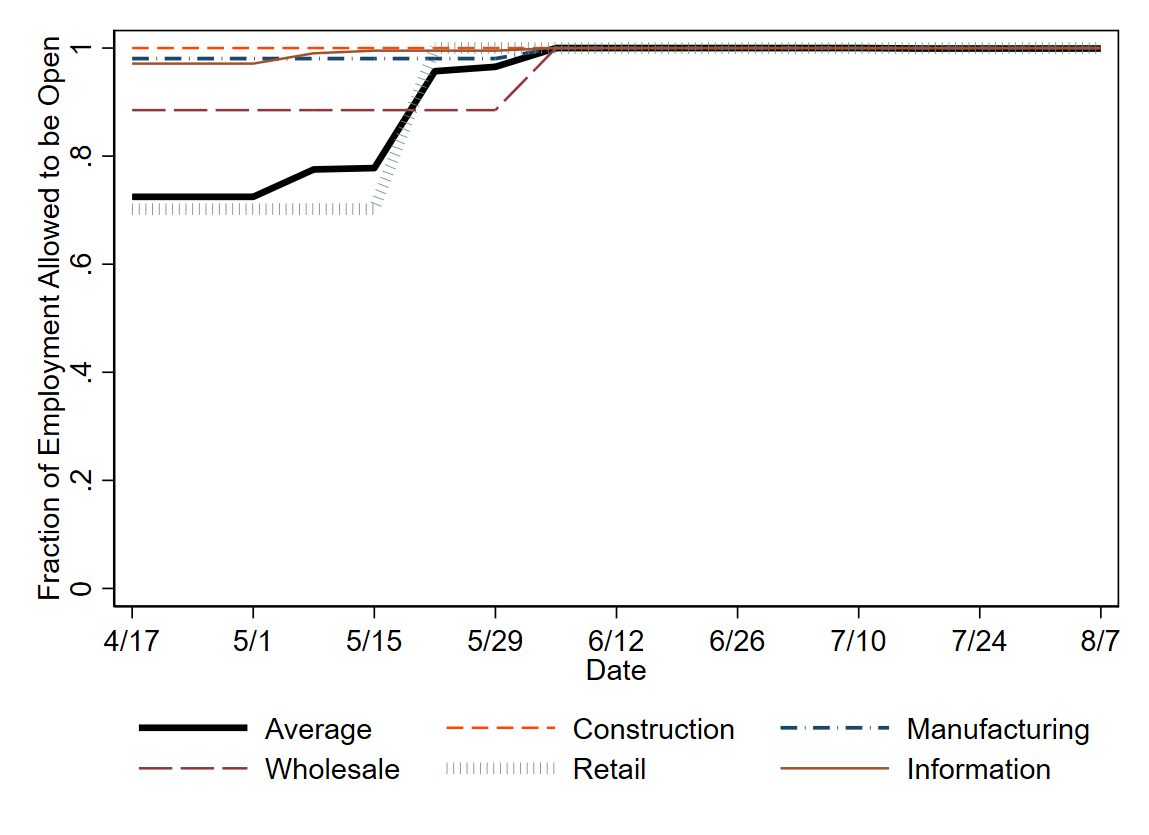 Fraction of Employment Allowed to be Open
1
.8
.6
.4
.2
0
4/17 5/1 5/15 5/29 6/12 6/26 7/10 7/24 8/7
Date
Average Construction Manufacturing
Wholesale Retail Information